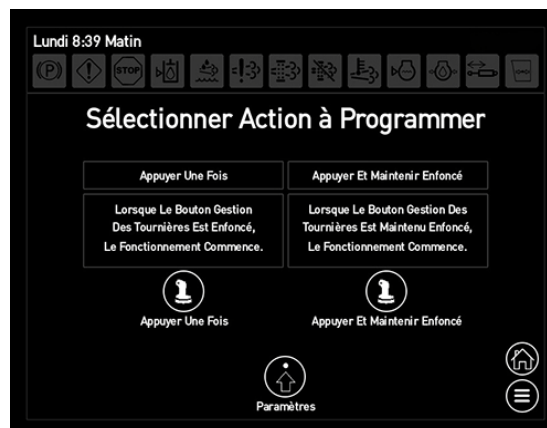 Lundi 8:39 Matin
STOP
Sélectionner Action à Programmer
Appuyer Une Fois
Appuyer Et Maintenir Enfoncé
Lorsque Le Bouton Gestion
Des Tournières Est Enfoncé,
Le Fonctionnement Commence.
Lorsque Le Bouton Gestion Des
Tournières Est Maintenu Enfoncé,
Le Fonctionnement Commence.
Appuyer Une Fois
Appuyer Et Maintenir Enfoncé
Paramètres